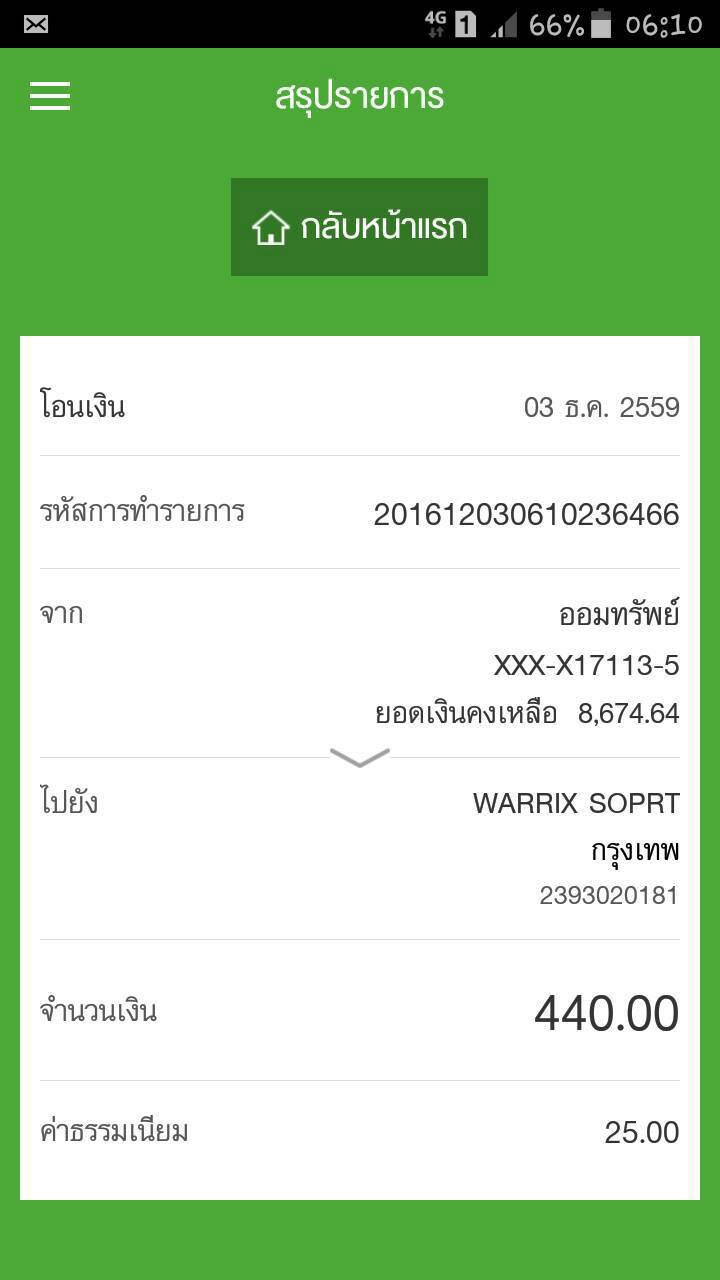 4G 1 66% 06:10
สรุปรายการ
กลับหน้าแรก
โอนเงิน 03 ธ.ค. 2559
รหัสการทำรายการ 201612030610236466
จาก ออมทรัพย์
XXX-X17113-5
ยอดเงินคงเหลือ 8,674.64
ไปยัง WARRIX SOPRT
กรุงเทพ
2393020181
จำนวนเงิน 440.00
ค่าธรรมเนียม 25.00